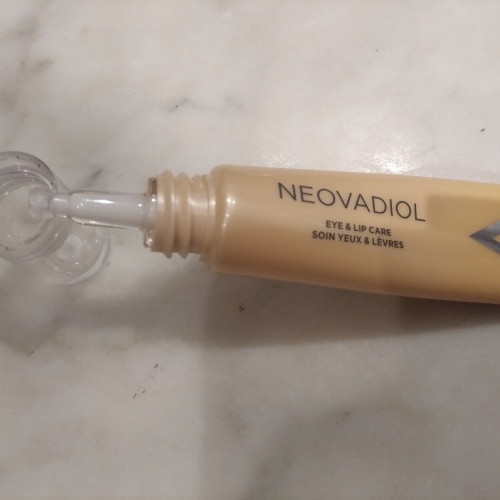 NEOVADIOL
EYE & LIP CARE
SOIN YEUX & LÈVRES